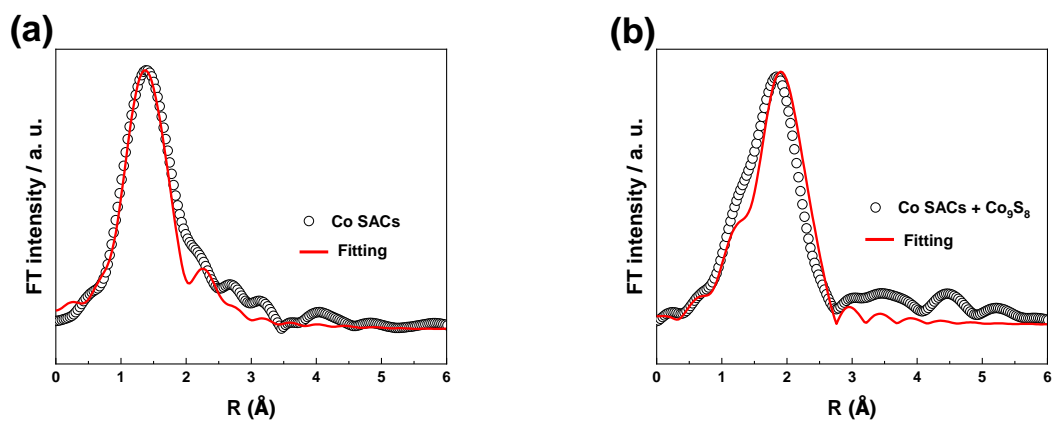 (a)
FT intensity / a. u.
Co SACs
Fitting
0 1 2 3 4 5 6
R (Å)
(b)
FT intensity / a. u.
Co SACs + Co₉S₈
Fitting
0 1 2 3 4 5 6
R (Å)